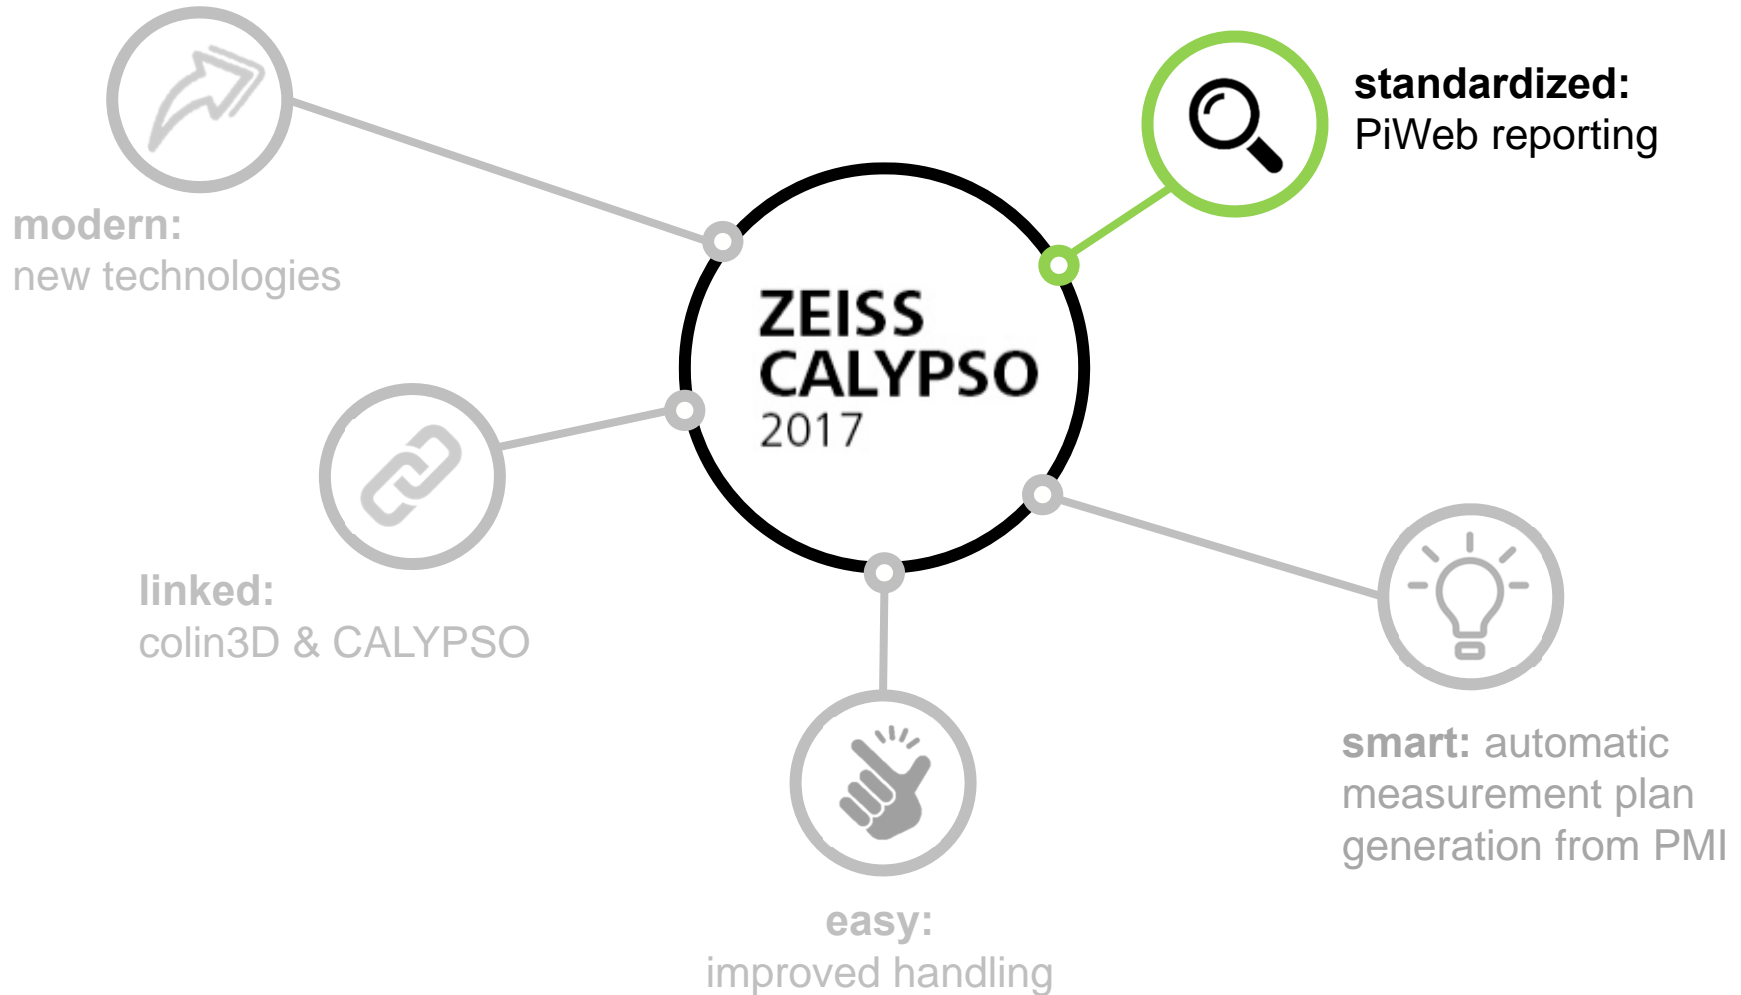 standardized:
PiWeb reporting
modern:
new technologies
ZEISS
CALYPSO
2017
linked:
colin3D & CALYPSO
smart: automatic
measurement plan
generation from PMI
easy:
improved handling